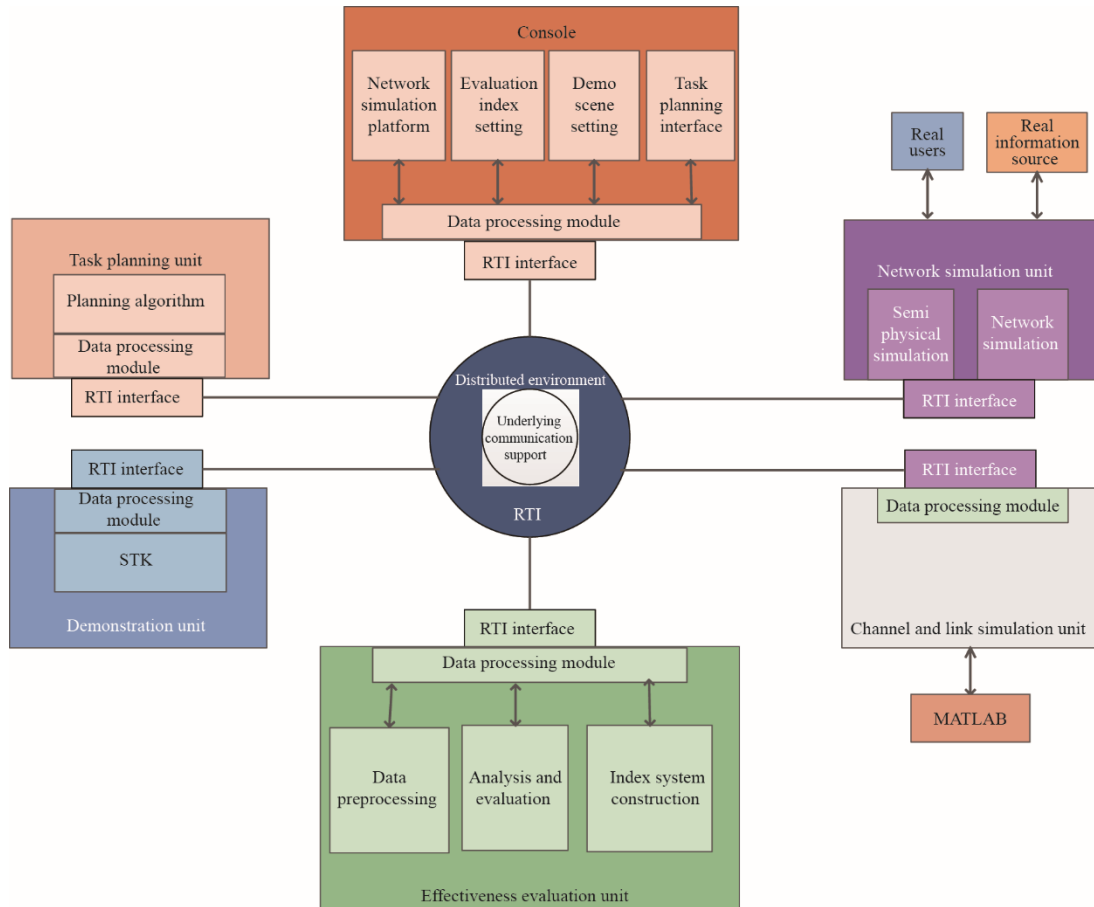 Console
Network
simulation
platform
Evaluation
index
setting
Demo
scene
setting
Task
planning
interface
Data processing module
RTI interface
Real
users
Real
information
source
Task planning unit
Planning algorithm
Data processing
module
RTI interface
Network simulation unit
Semi
physical
simulation
Network
simulation
RTI interface
Distributed environment
Underlying
communication
support
RTI
RTI interface
Data processing
module
STK
Demonstration unit
RTI interface
Data processing module
Channel and link simulation unit
MATLAB
RTI interface
Data processing module
Data
preprocessing
Analysis and
evaluation
Index system
construction
Effectiveness evaluation unit